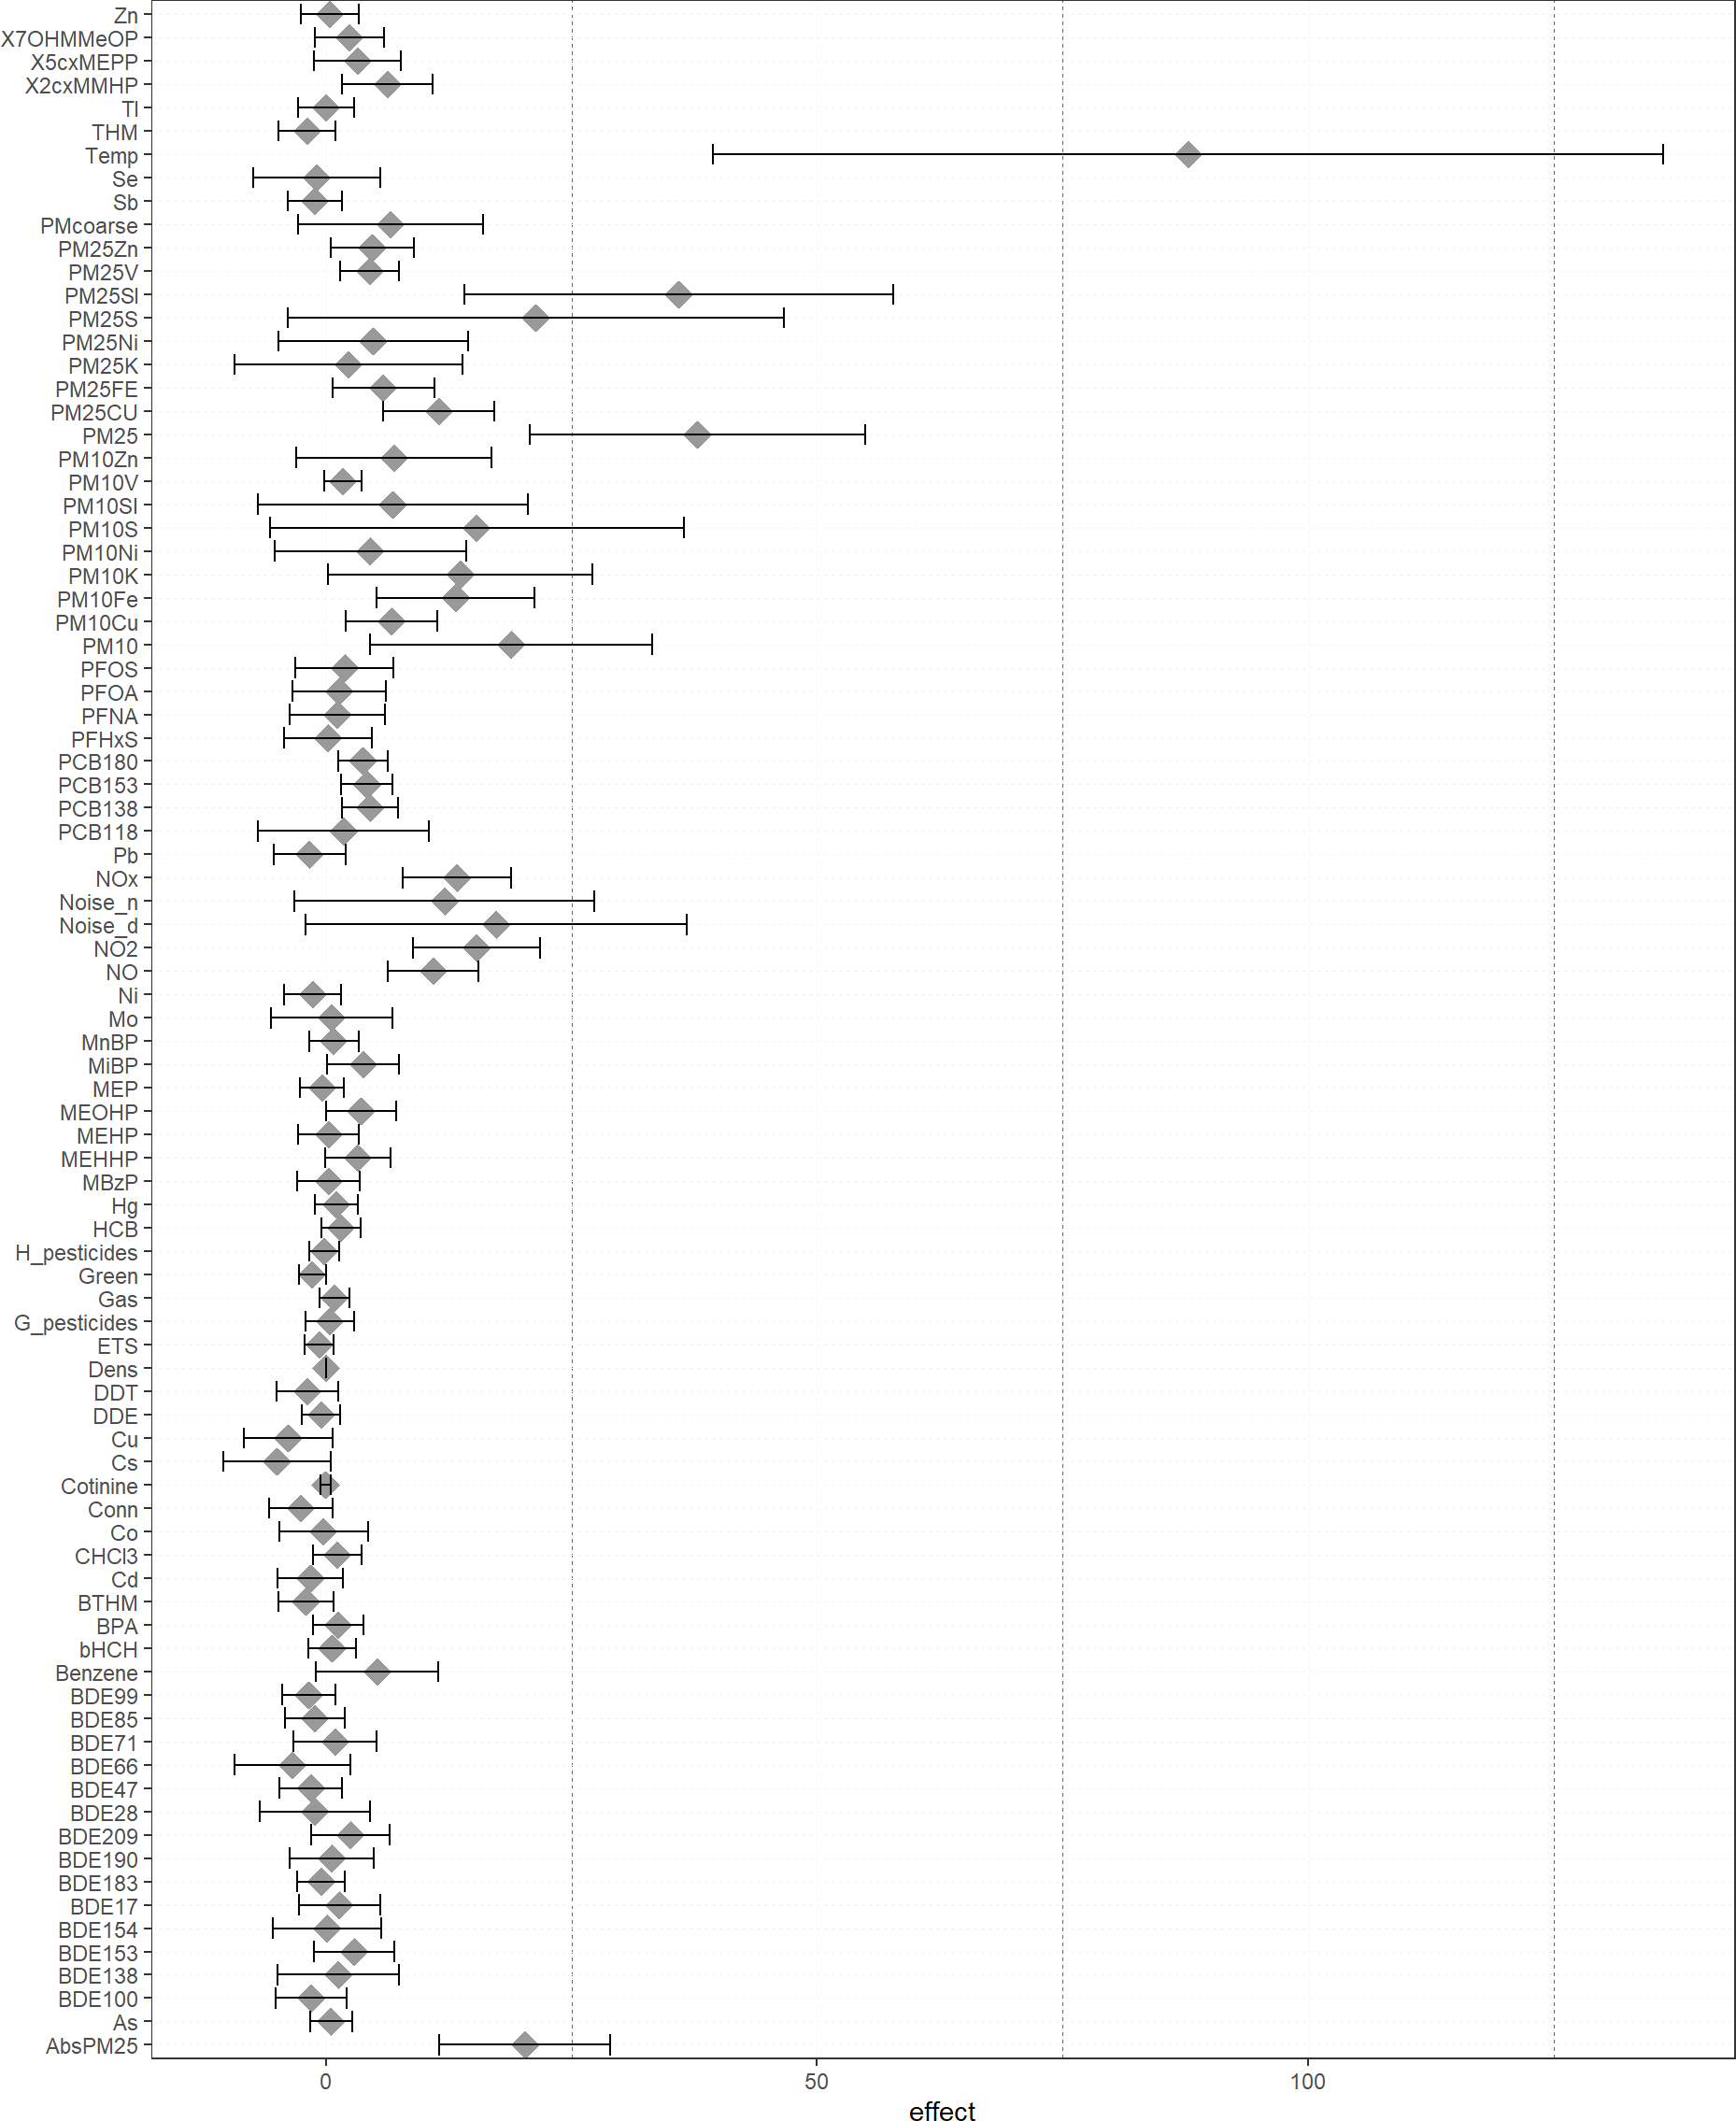 Zn
X7OHMMeOP
X5cxMEPP
X2cxMMHP
Tl
THM
Temp
Se
Sb
PMcoarse
PM25Zn
PM25V
PM25SI
PM25S
PM25Ni
PM25K
PM25FE
PM25CU
PM25
PM10Zn
PM10V
PM10SI
PM10S
PM10Ni
PM10K
PM10Fe
PM10Cu
PM10
PFOS
PFOA
PFNA
PFHxS
PCB180
PCB153
PCB138
PCB118
Pb
NOx
Noise_n
Noise_d
NO2
NO
Ni
Mo
MnBP
MiBP
MEP
MEOHP
MEHP
MEHHP
MBzP
Hg
HCB
H_pesticides
Green
Gas
G_pesticides
ETS
Dens
DDT
DDE
Cu
Cs
Cotinine
Conn
Co
CHCl3
Cd
BTHM
BPA
bHCH
Benzene
BDE99
BDE85
BDE71
BDE66
BDE47
BDE28
BDE209
BDE190
BDE183
BDE17
BDE154
BDE153
BDE138
BDE100
As
AbsPM25
0 50 100
effect